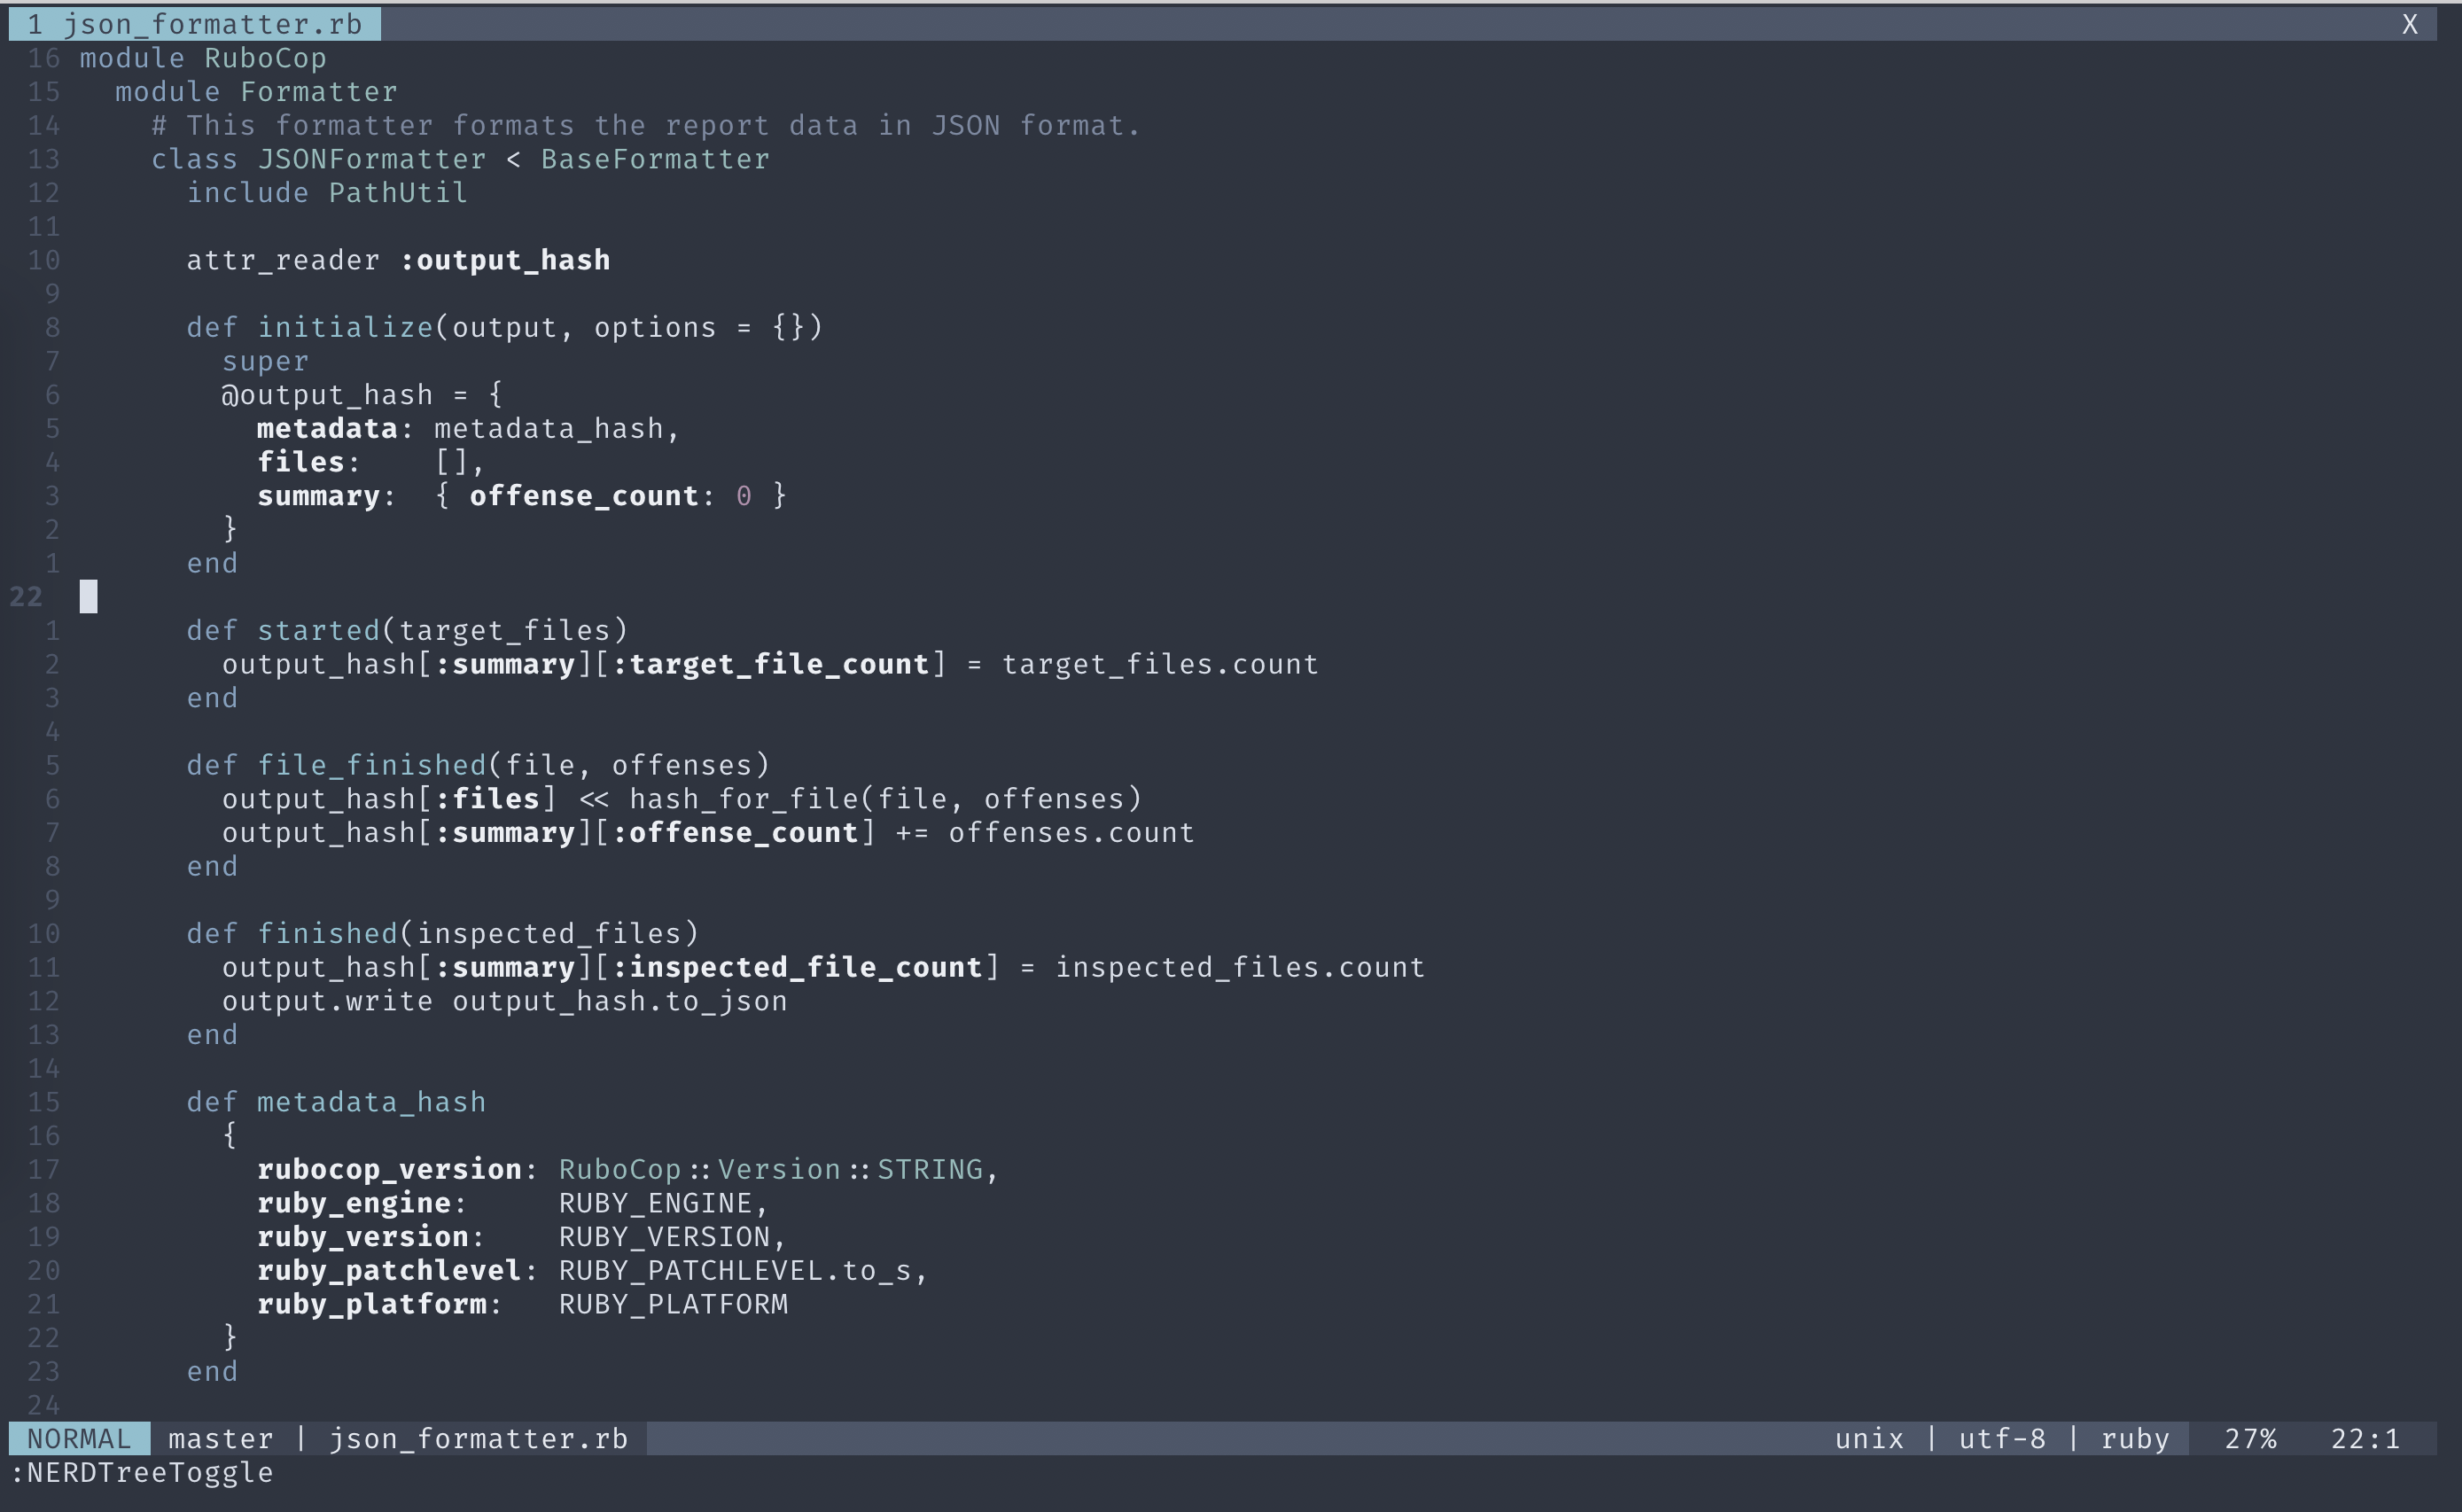 1 json_formatter.rb X
16 module RuboCop
15   module Formatter
14     # This formatter formats the report data in JSON format.
13     class JSONFormatter < BaseFormatter
12       include PathUtil
11
10       attr_reader :output_hash
9
8       def initialize(output, options = {})
7         super
6         @output_hash = {
5           metadata: metadata_hash,
4           files:    [],
3           summary:  { offense_count: 0 }
2         }
1       end
22
1       def started(target_files)
2         output_hash[:summary][:target_file_count] = target_files.count
3       end
4
5       def file_finished(file, offenses)
6         output_hash[:files] << hash_for_file(file, offenses)
7         output_hash[:summary][:offense_count] += offenses.count
8       end
9
10       def finished(inspected_files)
11         output_hash[:summary][:inspected_file_count] = inspected_files.count
12         output.write output_hash.to_json
13       end
14
15       def metadata_hash
16         {
17           rubocop_version: RuboCop::Version::STRING,
18           ruby_engine:     RUBY_ENGINE,
19           ruby_version:    RUBY_VERSION,
20           ruby_patchlevel: RUBY_PATCHLEVEL.to_s,
21           ruby_platform:   RUBY_PLATFORM
22         }
23       end
24
NORMAL master | json_formatter.rb unix | utf-8 | ruby 27% 22:1
:NERDTreeToggle